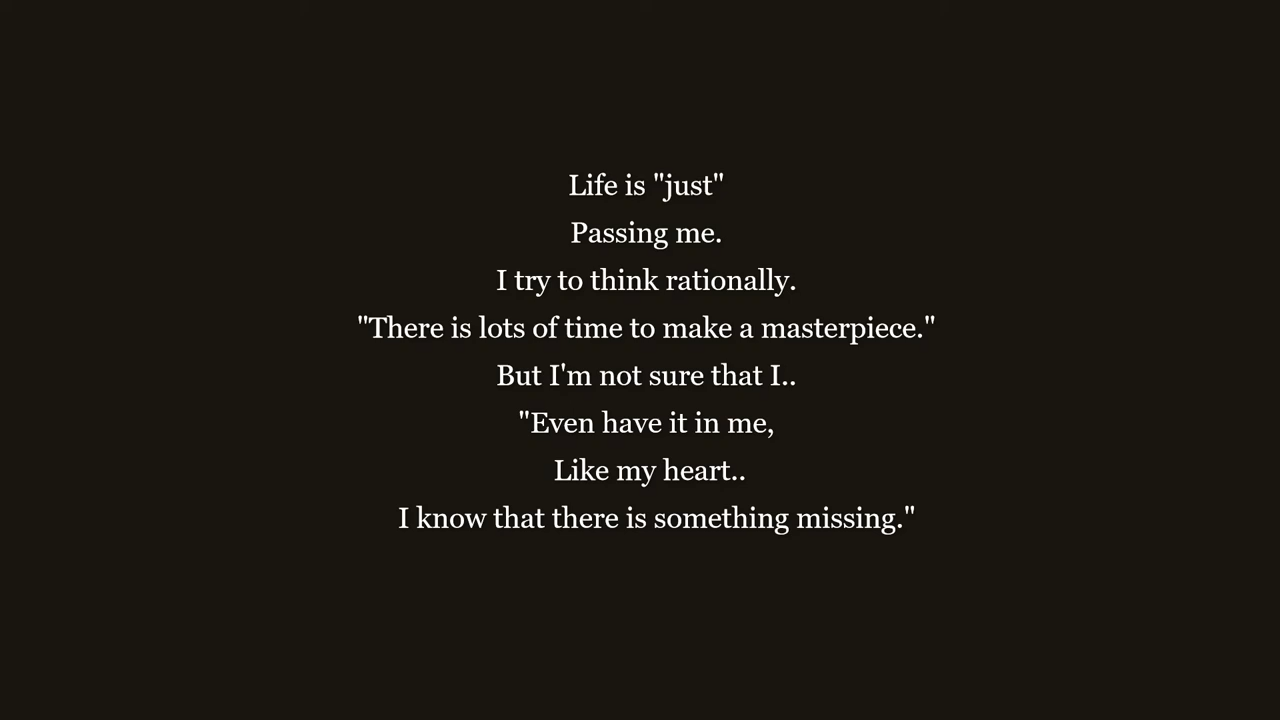 Life is "just"
Passing me.
I try to think rationally.
"There is lots of time to make a masterpiece."
But I'm not sure that I..
"Even have it in me,
Like my heart..
I know that there is something missing."